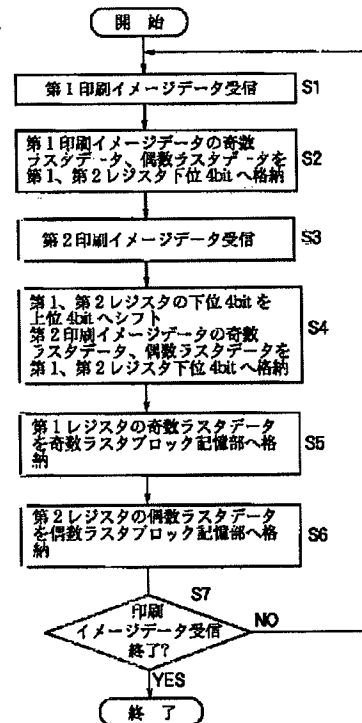 開 始
第1印刷イメージデータ受信
S1
第1印刷イメージデータの奇数
ラスタデータ、偶数ラスタデータを
第1、第2レジスタ下位4bitへ格納
S2
第2印刷イメージデータ受信
S3
第1、第2レジスタの下位4bitを
上位4bitへシフト
第2印刷イメージデータの奇数
ラスタデータ、偶数ラスタデータを
第1、第2レジスタ下位4bitへ格納
S4
第1レジスタの奇数ラスタデータ
を奇数ラスタブロック記憶部へ格
納
S5
第2レジスタの偶数ラスタデータ
を偶数ラスタブロック記憶部へ格
納
S6
S7
印刷
イメージデータ受信
終了?
NO
YES
終 了